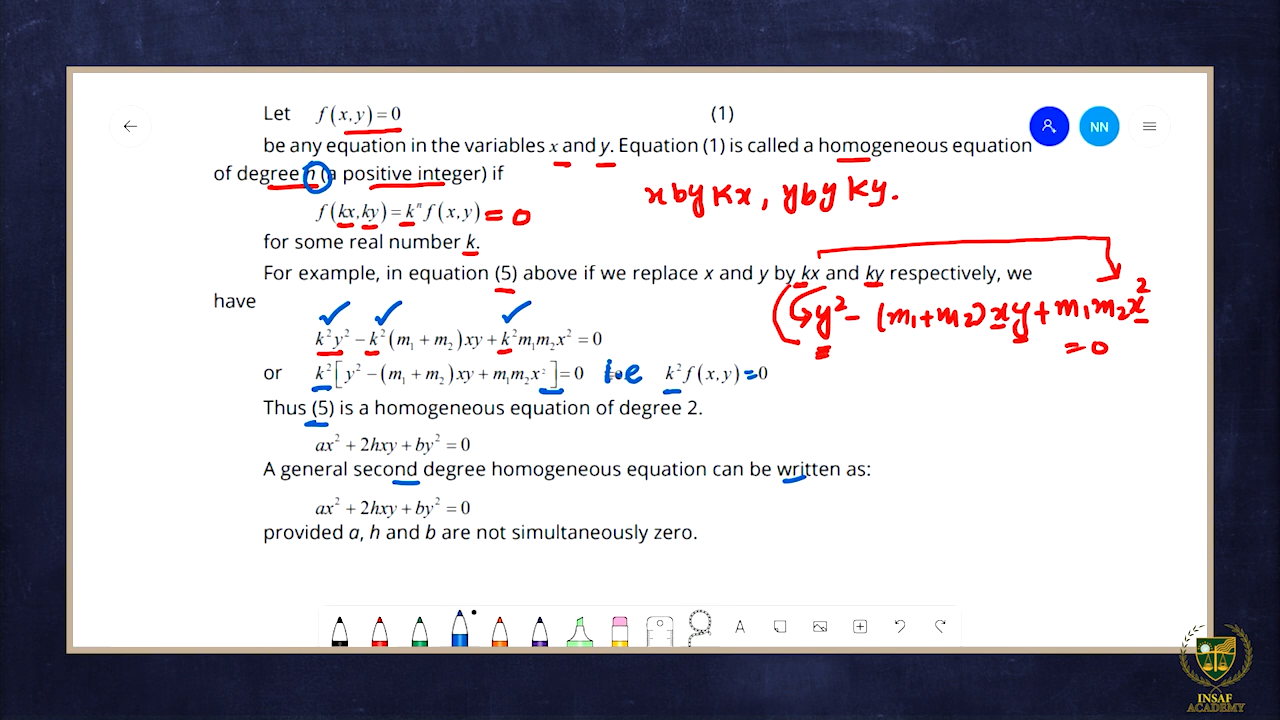 Let f(x,y)=0 (1)
be any equation in the variables x and y. Equation (1) is called a homogeneous equation
of degree n (a positive integer) if
x by kx, y by ky.
f(kx,ky)=kⁿf(x,y) = 0
for some real number k.
For example, in equation (5) above if we replace x and y by kx and ky respectively, we
have
y² − (m₁+m₂)xy + m₁m₂x²
= 0
k²y² − k²(m₁ + m₂)xy + k²m₁m₂x² = 0
or k²[y² − (m₁ + m₂)xy + m₁m₂x²] = 0 i.e k²f(x,y) = 0
Thus (5) is a homogeneous equation of degree 2.
ax² + 2hxy + by² = 0
A general second degree homogeneous equation can be written as:
ax² + 2hxy + by² = 0
provided a, h and b are not simultaneously zero.
NN
A
INSAF
ACADEMY